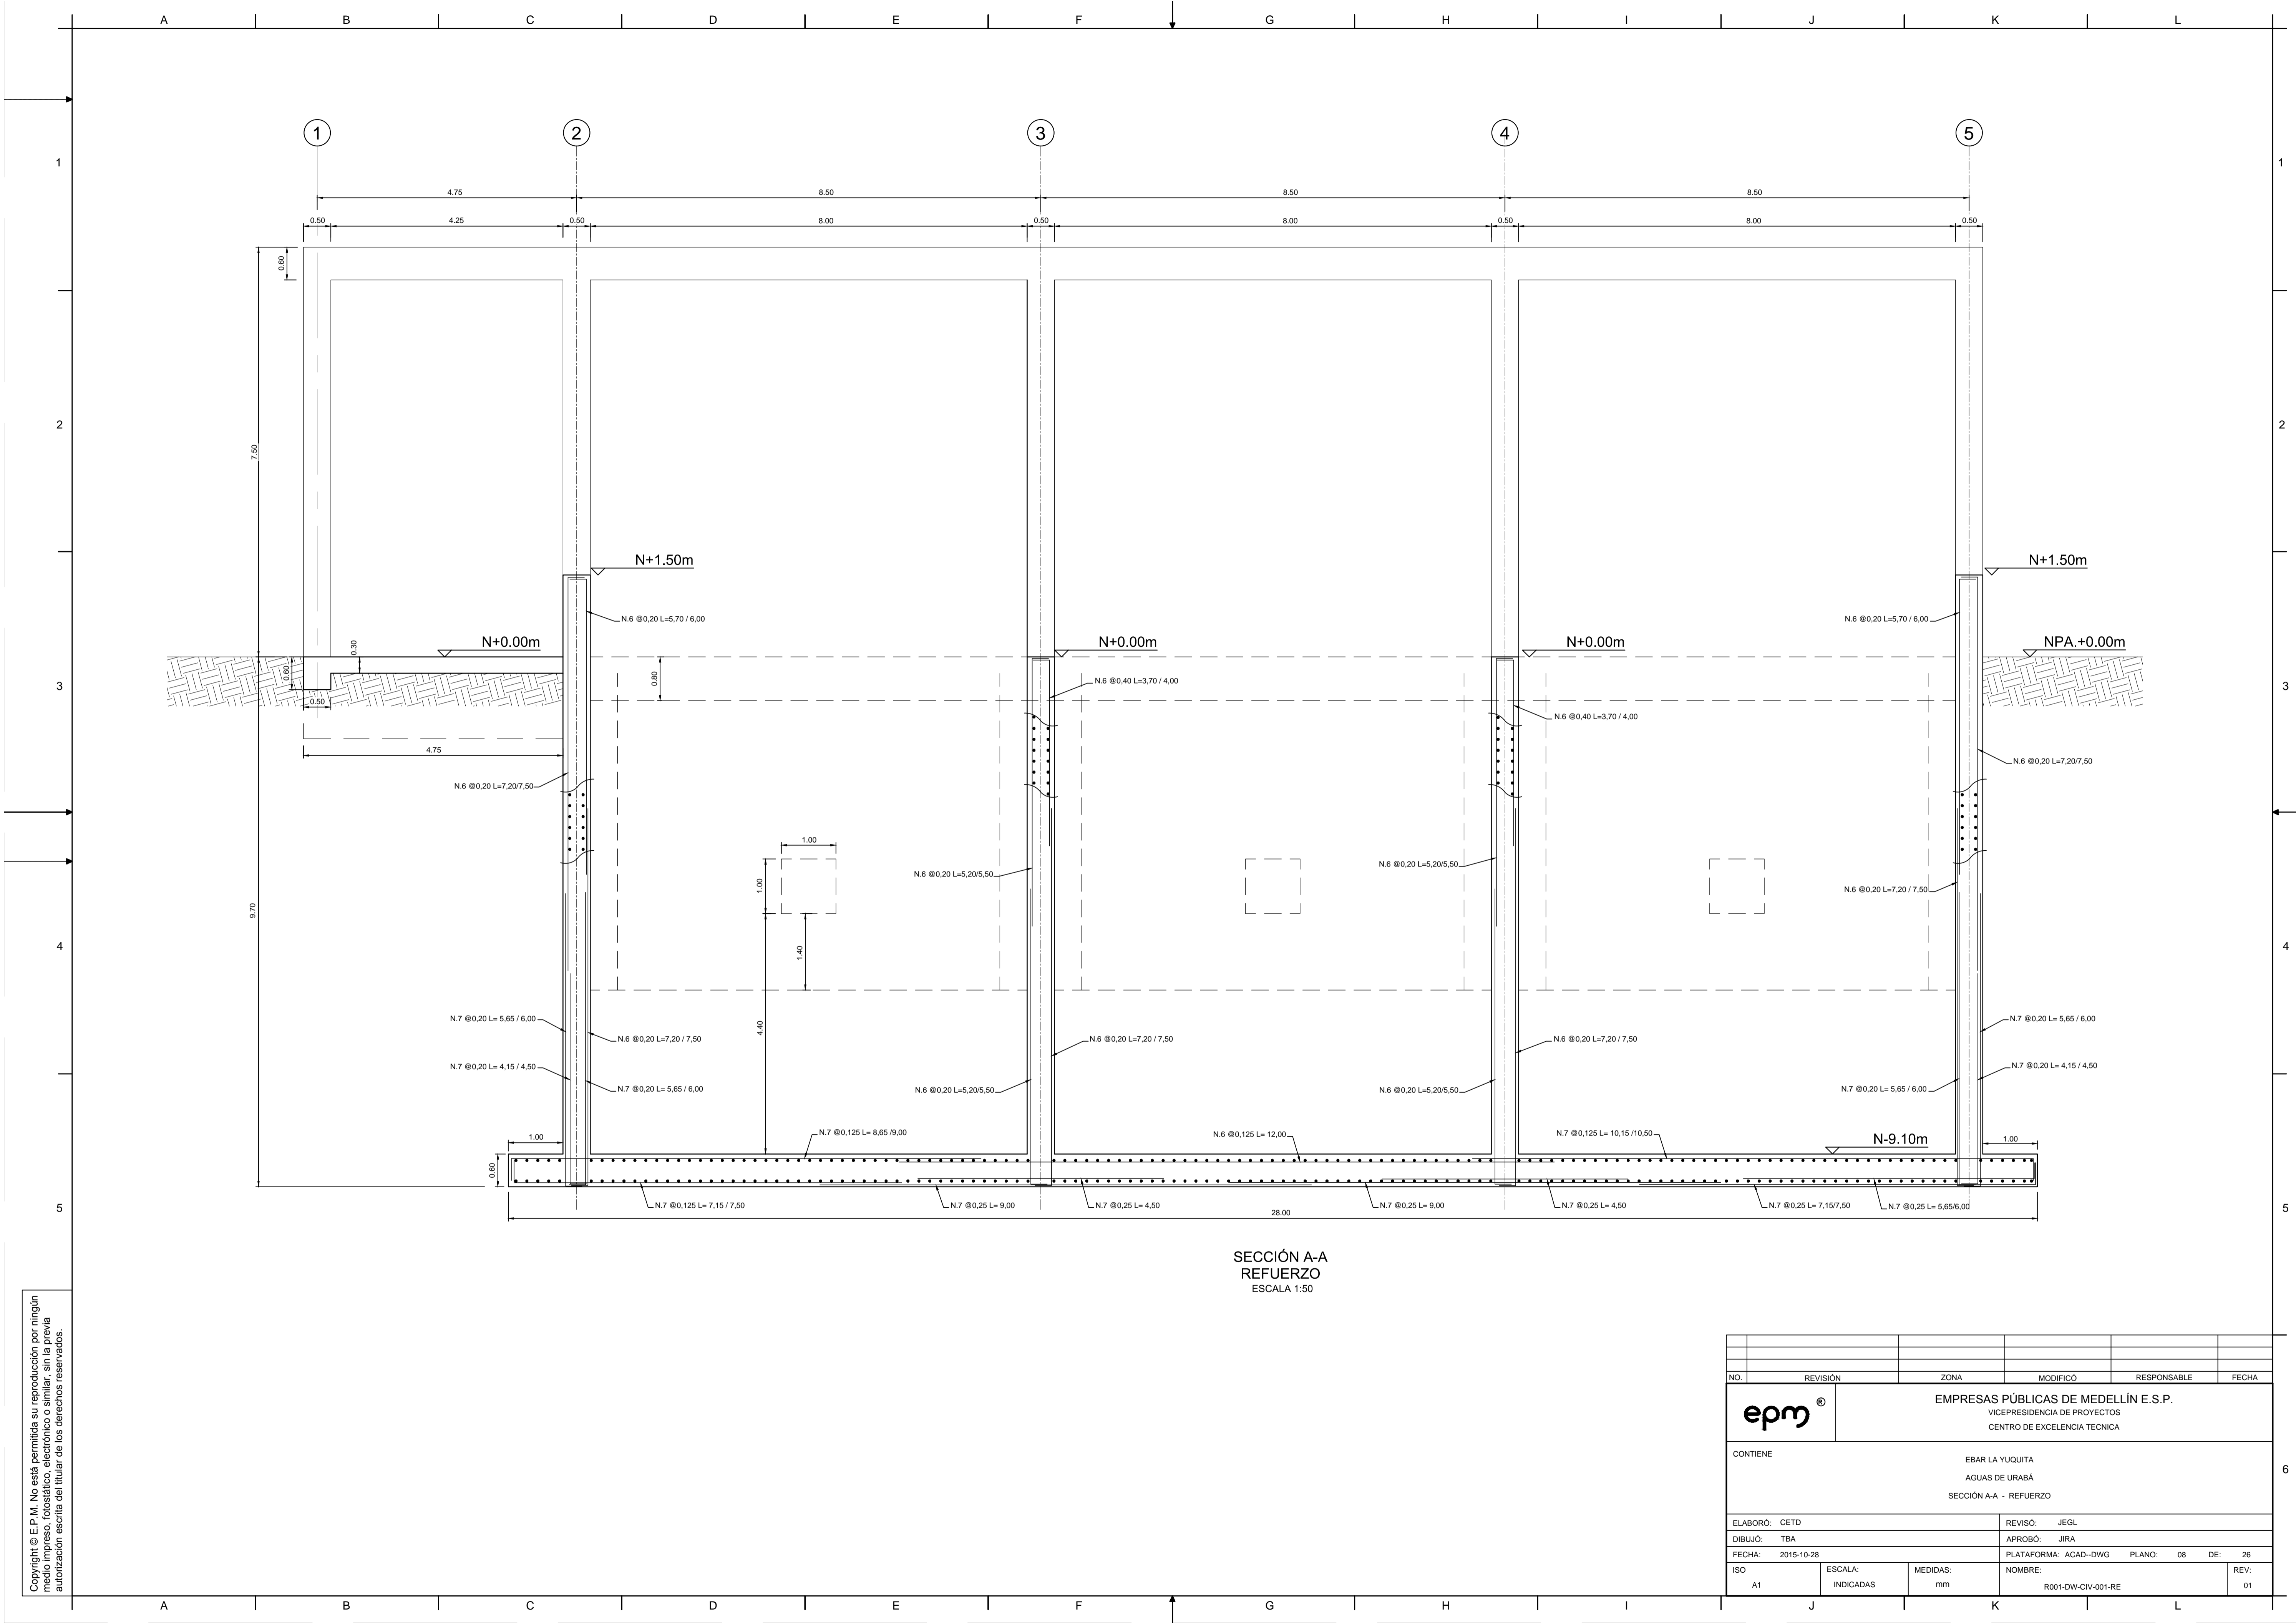 A B C D E F G H I J K L
1 2 3 4 5
1 1
4.75 8.50 8.50 8.50
0.50 4.25 0.50 8.00 0.50 8.00 0.50 8.00 0.50
0.60
2 2
7.50
N+1.50m N+1.50m
N.6 @0,20 L=5,70 / 6,00 N.6 @0,20 L=5,70 / 6,00
N+0.00m N+0.00m N+0.00m NPA.+0.00m
0.30
0.60
0.80
3 3
N.6 @0,40 L=3,70 / 4,00
0.50
N.6 @0,40 L=3,70 / 4,00
4.75
N.6 @0,20 L=7,20/7,50
N.6 @0,20 L=7,20/7,50
1.00
N.6 @0,20 L=5,20/5,50
N.6 @0,20 L=5,20/5,50
1.00
N.6 @0,20 L=7,20 / 7,50
9.70
4 4
1.40
N.7 @0,20 L= 5,65 / 6,00 N.7 @0,20 L= 5,65 / 6,00
4.40
N.6 @0,20 L=7,20 / 7,50 N.6 @0,20 L=7,20 / 7,50 N.6 @0,20 L=7,20 / 7,50
N.7 @0,20 L= 4,15 / 4,50 N.7 @0,20 L= 4,15 / 4,50
N.7 @0,20 L= 5,65 / 6,00 N.6 @0,20 L=5,20/5,50 N.6 @0,20 L=5,20/5,50 N.7 @0,20 L= 5,65 / 6,00
1.00 N.7 @0,125 L= 8,65 /9,00 N.6 @0,125 L= 12,00 N.7 @0,125 L= 10,15 /10,50 N-9.10m 1.00
0.60
N.7 @0,125 L= 7,15 / 7,50 N.7 @0,25 L= 9,00 N.7 @0,25 L= 4,50 N.7 @0,25 L= 9,00 N.7 @0,25 L= 4,50 N.7 @0,25 L= 7,15/7,50 N.7 @0,25 L= 5,65/6,00
5 5
28.00
SECCIÓN A-A
REFUERZO
ESCALA 1:50
Copyright © E.P.M. No está permitida su reproducción por ningún
medio impreso, fotostático, electrónico o similar, sin la previa
autorización escrita del titular de los derechos reservados.
NO. REVISIÓN ZONA MODIFICÓ RESPONSABLE FECHA
epm ®
EMPRESAS PÚBLICAS DE MEDELLÍN E.S.P.
VICEPRESIDENCIA DE PROYECTOS
CENTRO DE EXCELENCIA TECNICA
CONTIENE
EBAR LA YUQUITA
6
AGUAS DE URABÁ
SECCIÓN A-A - REFUERZO
ELABORÓ: CETD REVISÓ: JEGL
DIBUJÓ: TBA APROBÓ: JIRA
FECHA: 2015-10-28 PLATAFORMA: ACAD--DWG PLANO: 08 DE: 26
ISO ESCALA: MEDIDAS: NOMBRE: REV:
A1 INDICADAS mm R001-DW-CIV-001-RE 01
A B C D E F G H I J K L